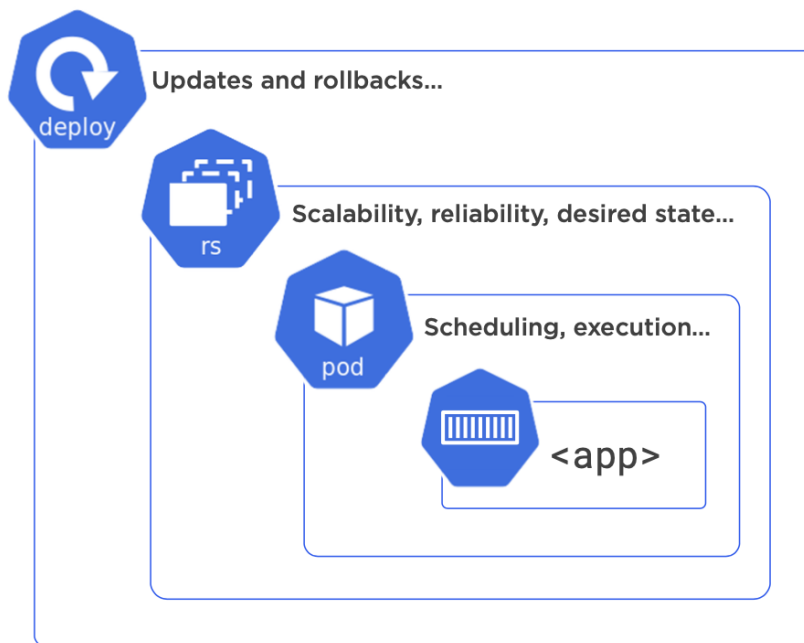 Updates and rollbacks...
deploy
Scalability, reliability, desired state...
rs
Scheduling, execution...
pod
<app>